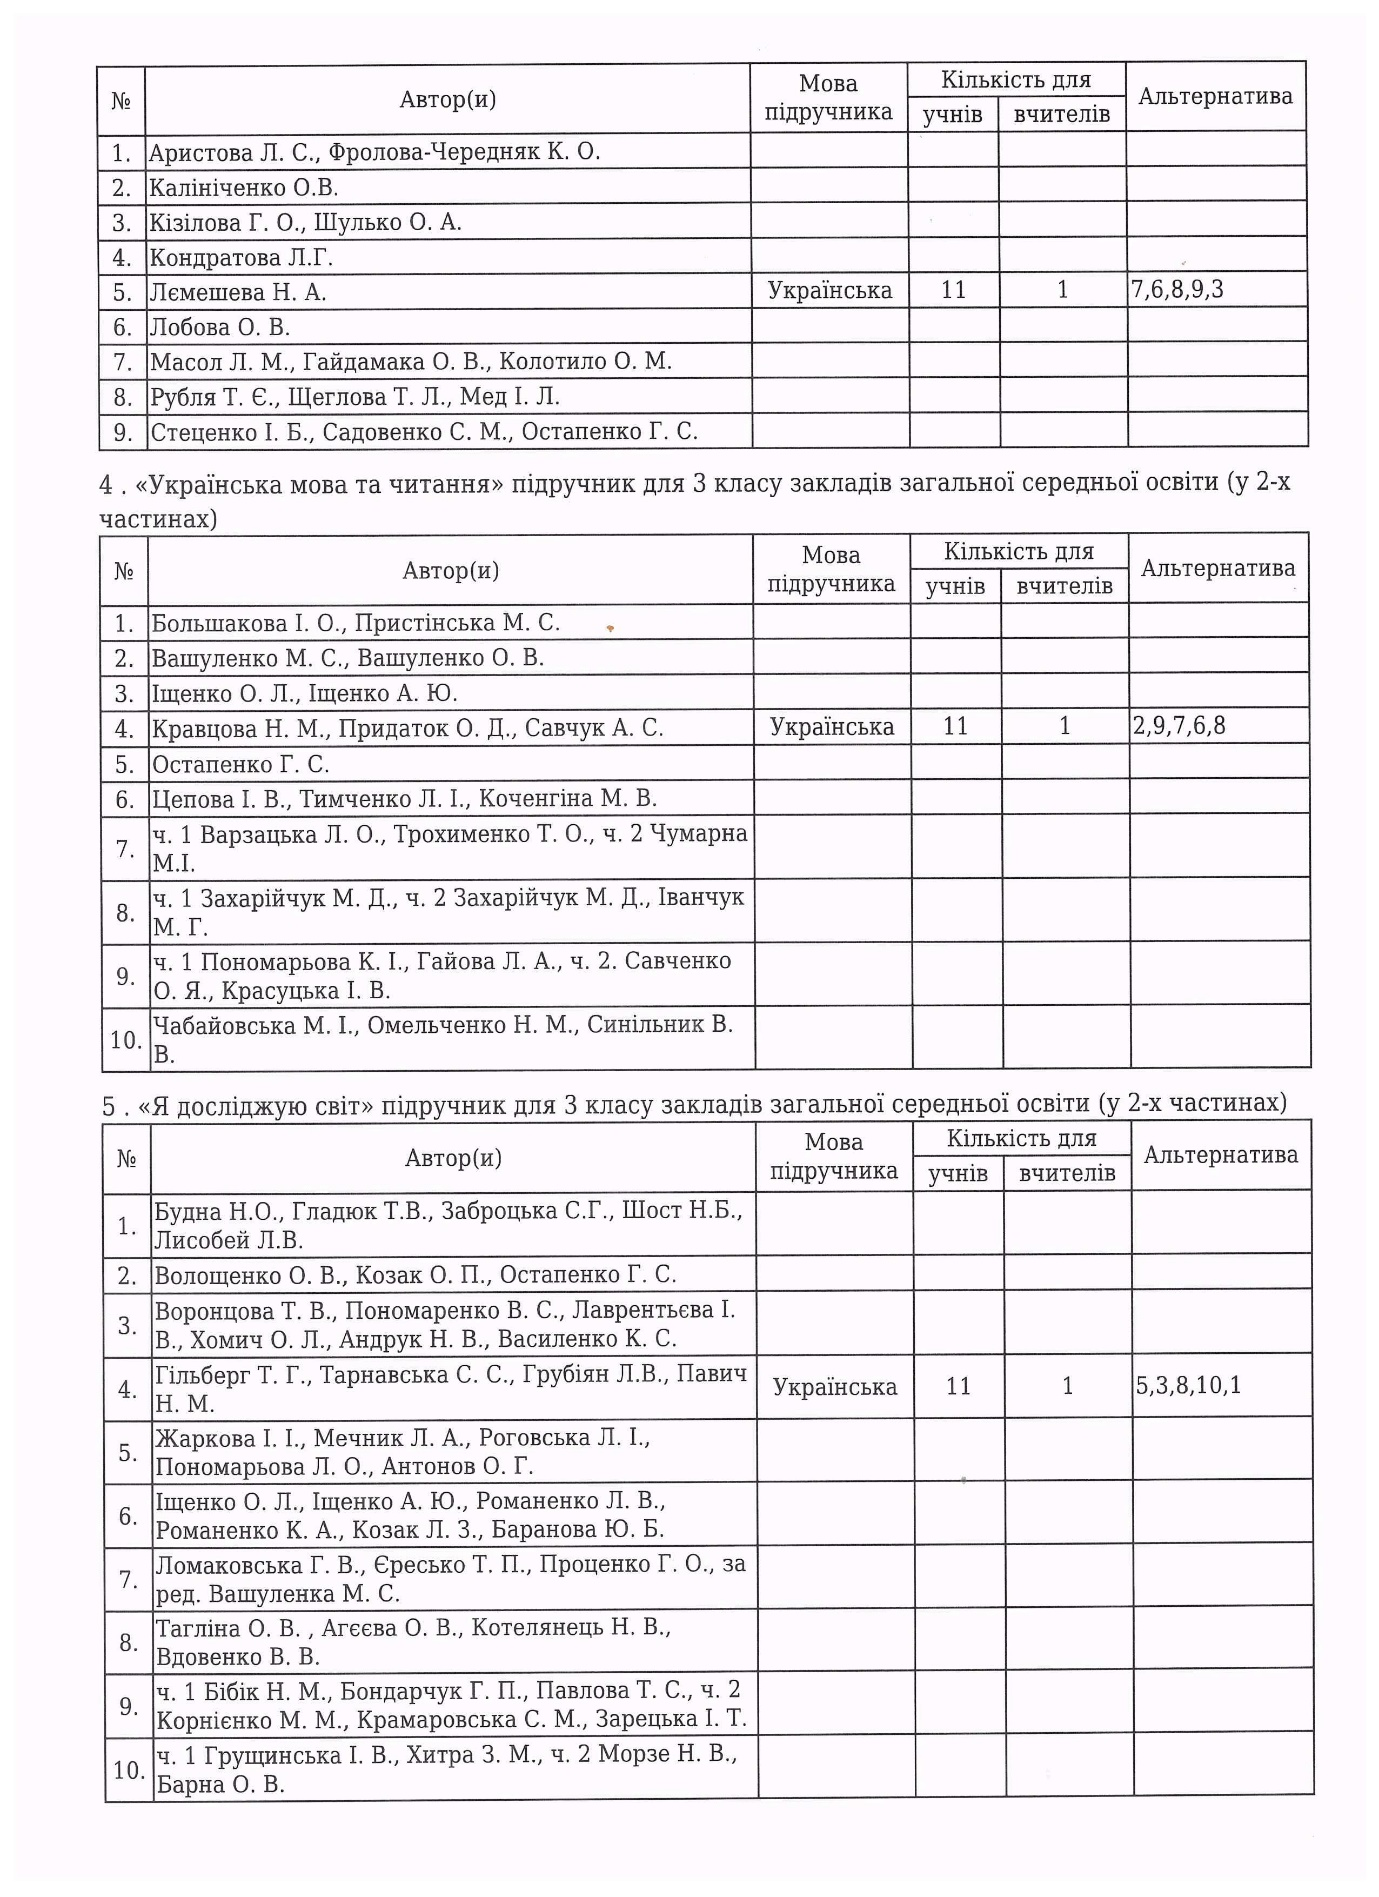 № Автор(и) Мова підручника Кількість для учнів вчителів Альтернатива
1. Аристова Л. С., Фролова-Чередняк К. О.
2. Калініченко О.В.
3. Кізілова Г. О., Шулько О. А.
4. Кондратова Л.Г.
5. Лємешева Н. А. Українська 11 1 7,6,8,9,3
6. Лобова О. В.
7. Масол Л. М., Гайдамака О. В., Колотило О. М.
8. Рубля Т. Є., Щеглова Т. Л., Мед І. Л.
9. Стеценко І. Б., Садовенко С. М., Остапенко Г. С.
4 . «Українська мова та читання» підручник для 3 класу закладів загальної середньої освіти (у 2-х
частинах)
№ Автор(и) Мова підручника Кількість для учнів вчителів Альтернатива
1. Большакова І. О., Пристінська М. С.
2. Вашуленко М. С., Вашуленко О. В.
3. Іщенко О. Л., Іщенко А. Ю.
4. Кравцова Н. М., Придаток О. Д., Савчук А. С. Українська 11 1 2,9,7,6,8
5. Остапенко Г. С.
6. Цепова І. В., Тимченко Л. І., Коченгіна М. В.
7. ч. 1 Варзацька Л. О., Трохименко Т. О., ч. 2 Чумарна
М.І.
8. ч. 1 Захарійчук М. Д., ч. 2 Захарійчук М. Д., Іванчук
М. Г.
9. ч. 1 Пономарьова К. І., Гайова Л. А., ч. 2. Савченко
О. Я., Красуцька І. В.
10. Чабайовська М. І., Омельченко Н. М., Синільник В.
В.
5 . «Я досліджую світ» підручник для 3 класу закладів загальної середньої освіти (у 2-х частинах)
№ Автор(и) Мова підручника Кількість для учнів вчителів Альтернатива
1. Будна Н.О., Гладюк Т.В., Заброцька С.Г., Шост Н.Б.,
Лисобей Л.В.
2. Волощенко О. В., Козак О. П., Остапенко Г. С.
3. Воронцова Т. В., Пономаренко В. С., Лаврентьєва І.
В., Хомич О. Л., Андрук Н. В., Василенко К. С.
4. Гільберг Т. Г., Тарнавська С. С., Грубіян Л.В., Павич
Н. М. Українська 11 1 5,3,8,10,1
5. Жаркова І. І., Мечник Л. А., Роговська Л. І.,
Пономарьова Л. О., Антонов О. Г.
6. Іщенко О. Л., Іщенко А. Ю., Романенко Л. В.,
Романенко К. А., Козак Л. З., Баранова Ю. Б.
7. Ломаковська Г. В., Єресько Т. П., Проценко Г. О., за
ред. Вашуленка М. С.
8. Тагліна О. В. , Агєєва О. В., Котелянець Н. В.,
Вдовенко В. В.
9. ч. 1 Бібік Н. М., Бондарчук Г. П., Павлова Т. С., ч. 2
Корнієнко М. М., Крамаровська С. М., Зарецька І. Т.
10. ч. 1 Грущинська І. В., Хитра З. М., ч. 2 Морзе Н. В.,
Барна О. В.